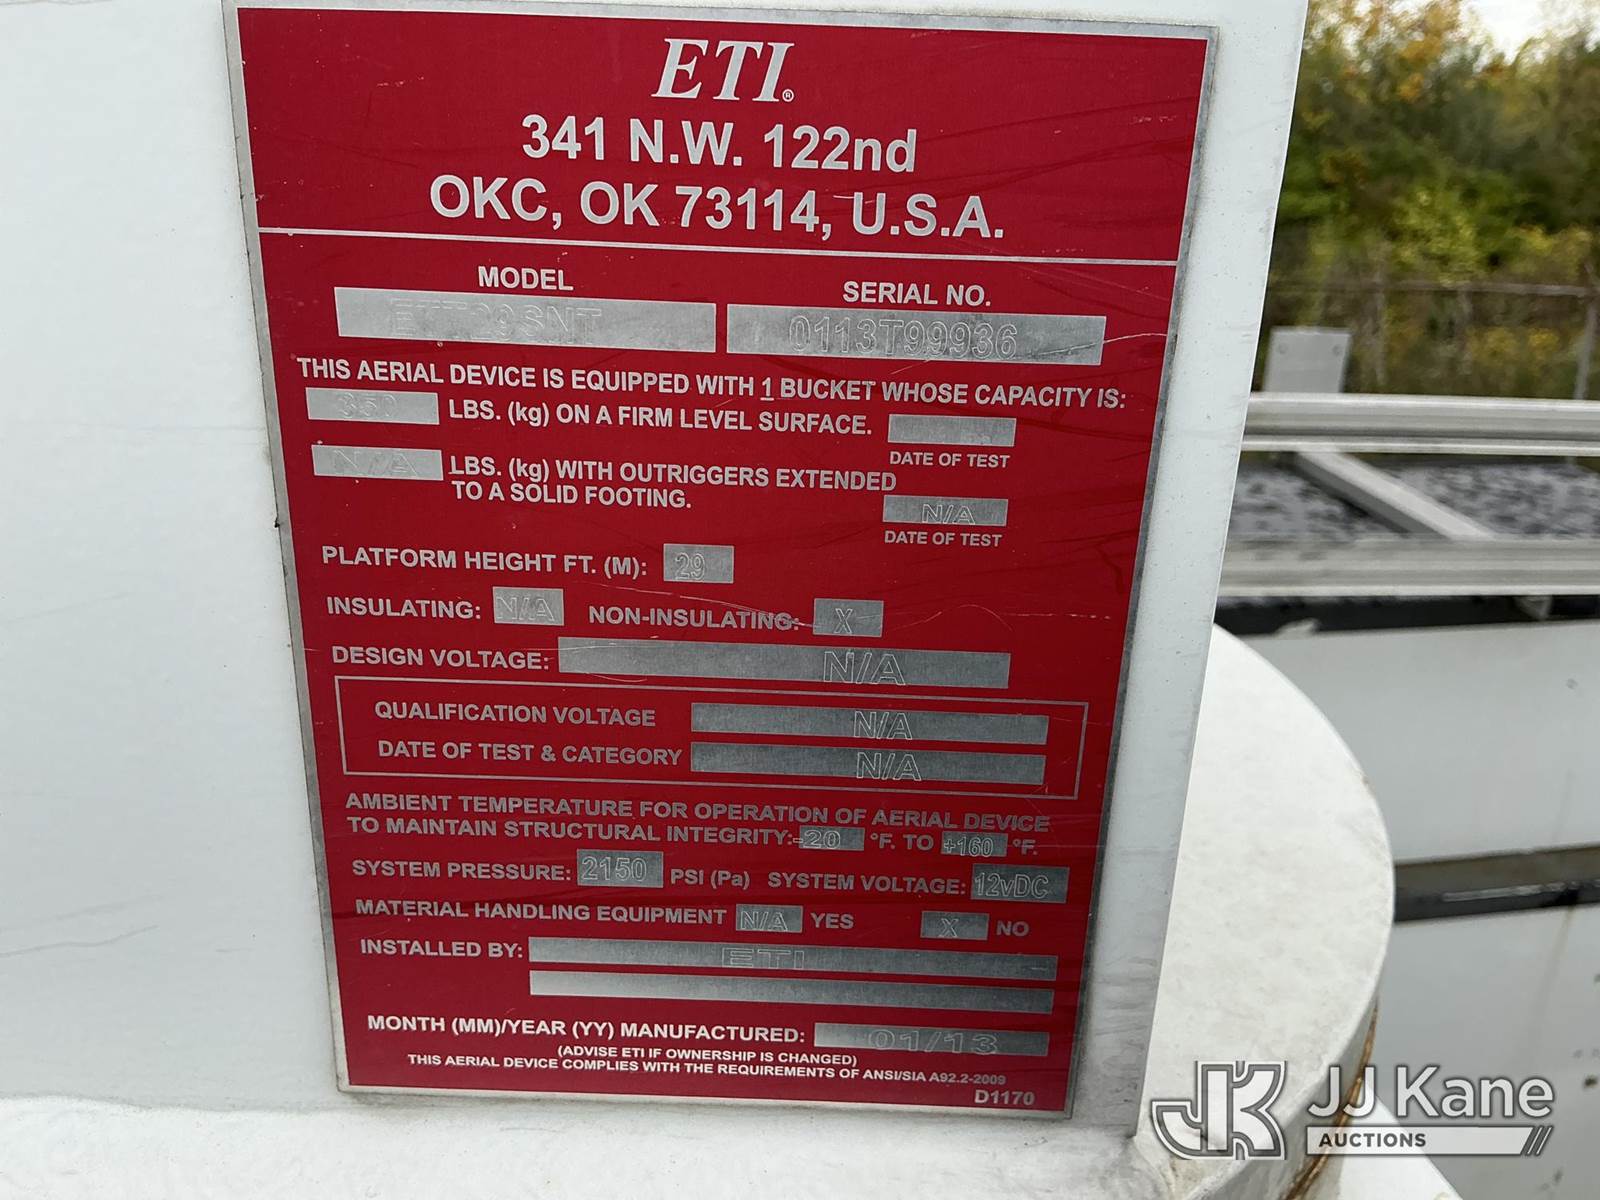 ETI®
341 N.W. 122nd
OKC, OK 73114, U.S.A.
MODEL SERIAL NO.
ETT29SNT 0113T99936
THIS AERIAL DEVICE IS EQUIPPED WITH 1 BUCKET WHOSE CAPACITY IS:
350 LBS. (kg) ON A FIRM LEVEL SURFACE.
DATE OF TEST
N/A LBS. (kg) WITH OUTRIGGERS EXTENDED
TO A SOLID FOOTING.
N/A
DATE OF TEST
PLATFORM HEIGHT FT. (M): 29
INSULATING: N/A NON-INSULATING: X
DESIGN VOLTAGE: N/A
QUALIFICATION VOLTAGE N/A
DATE OF TEST & CATEGORY N/A
AMBIENT TEMPERATURE FOR OPERATION OF AERIAL DEVICE
TO MAINTAIN STRUCTURAL INTEGRITY: -20 °F. TO +160 °F.
SYSTEM PRESSURE: 2150 PSI (Pa) SYSTEM VOLTAGE: 12vDC
MATERIAL HANDLING EQUIPMENT N/A YES X NO
INSTALLED BY: ETI
MONTH (MM)/YEAR (YY) MANUFACTURED: 01/13
(ADVISE ETI IF OWNERSHIP IS CHANGED)
THIS AERIAL DEVICE COMPLIES WITH THE REQUIREMENTS OF ANSI/SIA A92.2-2009
D1170
JK JJ Kane
AUCTIONS